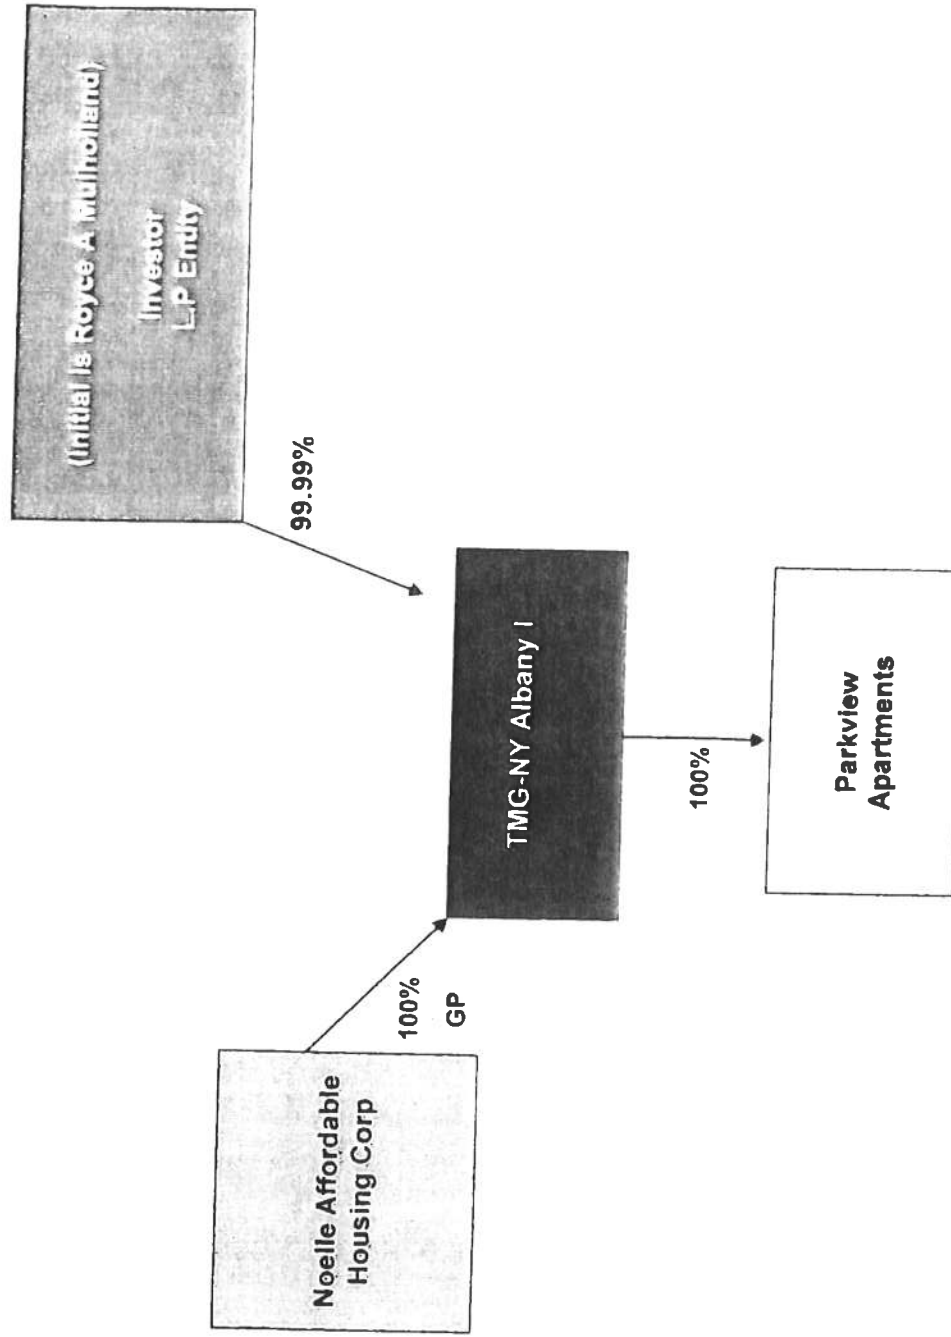 (Initial is Royce A Mulholland)
Investor
L.P Entity
99.99%
Noelle Affordable
Housing Corp
100%
GP
TMG-NY Albany I
100%
Parkview
Apartments